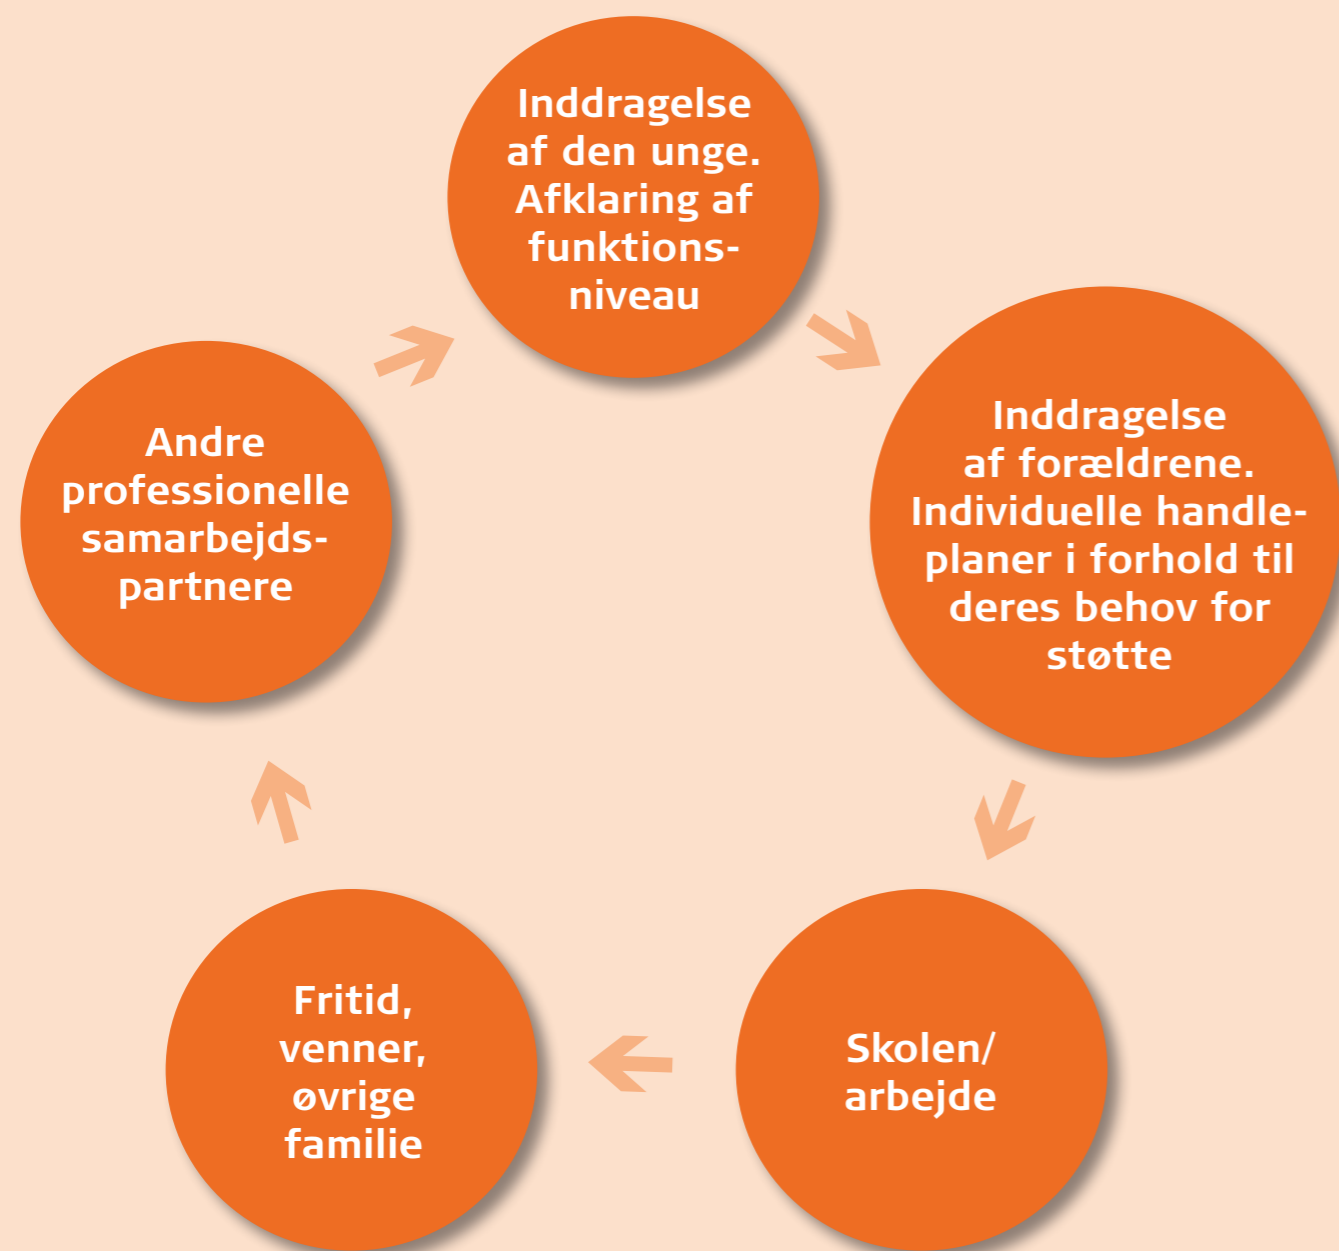 Inddragelse
af den unge.
Afklaring af
funktions-
niveau
Inddragelse
af forældrene.
Individuelle handle-
planer i forhold til
deres behov for
støtte
Skolen/
arbejde
Fritid,
venner,
øvrige
familie
Andre
professionelle
samarbejds-
partnere